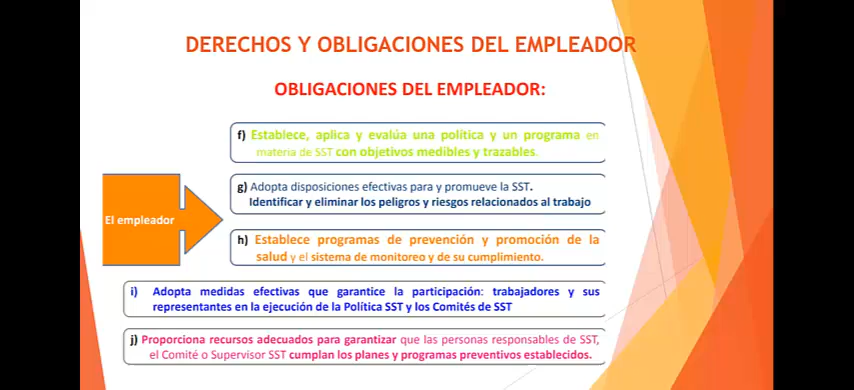 DERECHOS Y OBLIGACIONES DEL EMPLEADOR
OBLIGACIONES DEL EMPLEADOR:
f) Establece, aplica y evalúa una política y un programa en
materia de SST con objetivos medibles y trazables.
El empleador
g) Adopta disposiciones efectivas para y promueve la SST.
Identificar y eliminar los peligros y riesgos relacionados al trabajo
h) Establece programas de prevención y promoción de la
salud y el sistema de monitoreo y de su cumplimiento.
i) Adopta medidas efectivas que garantice la participación: trabajadores y sus
representantes en la ejecución de la Política SST y los Comités de SST
j) Proporciona recursos adecuados para garantizar que las personas responsables de SST,
el Comité o Supervisor SST cumplan los planes y programas preventivos establecidos.